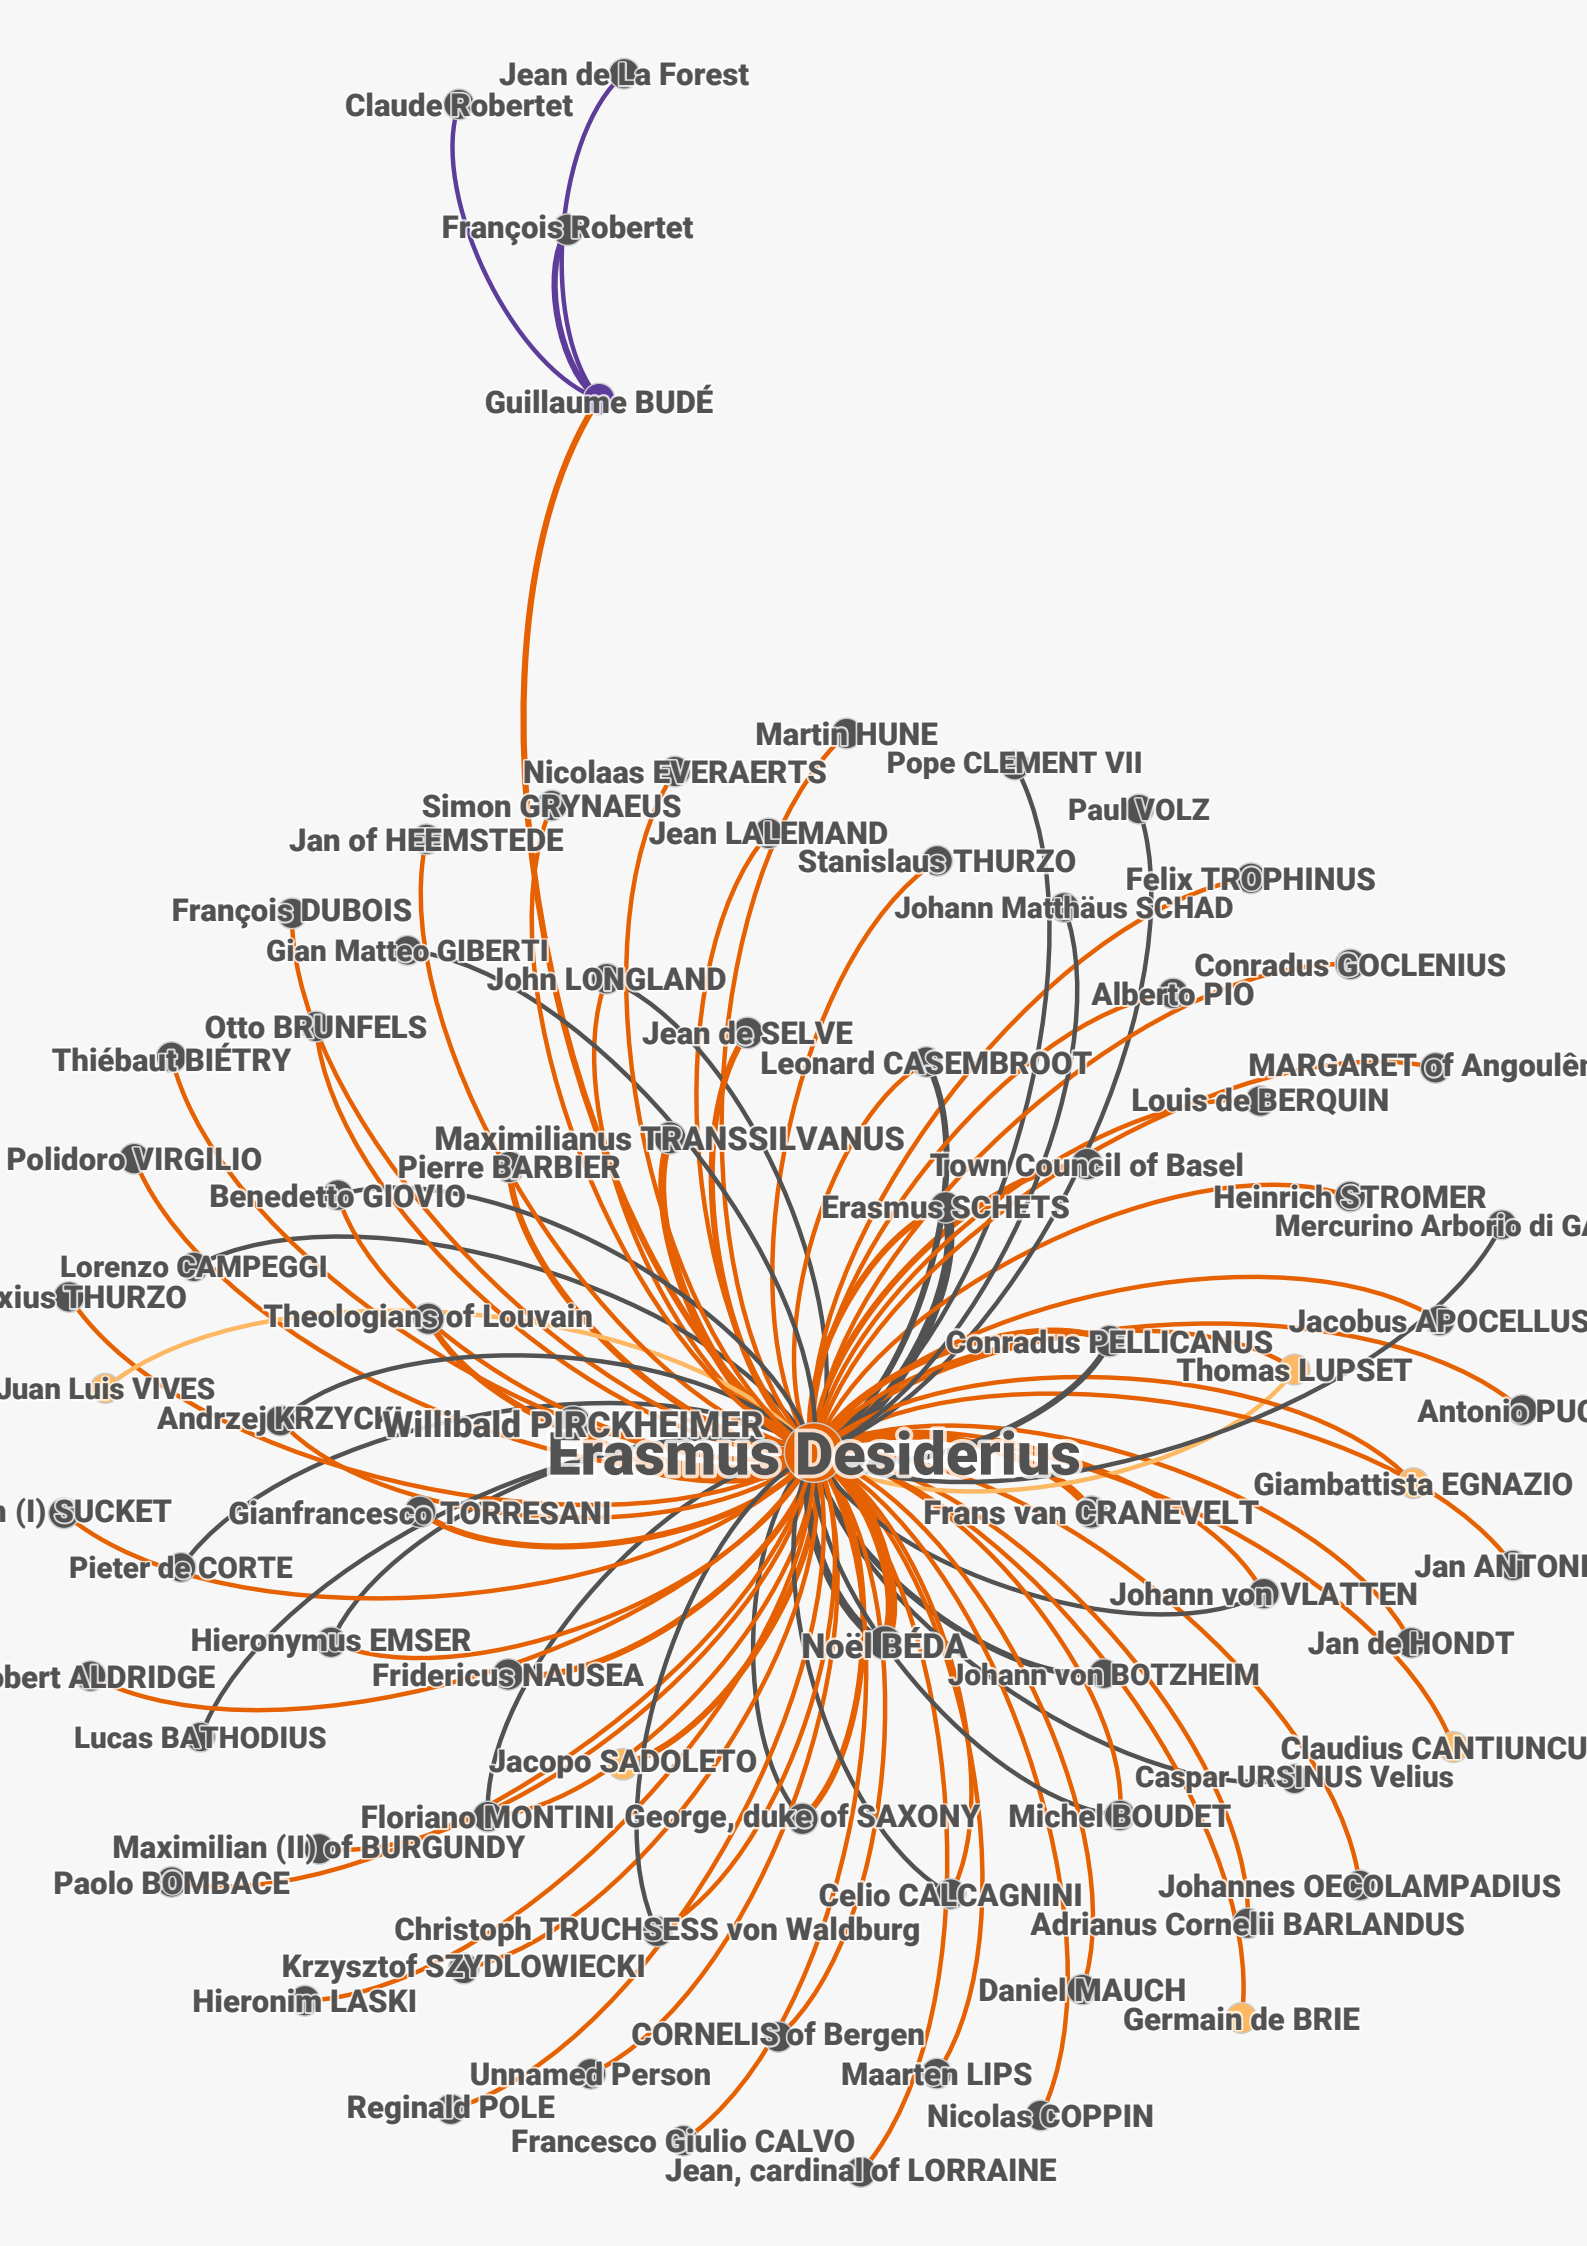 Jean de La Forest
Claude Robertet
François Robertet
Guillaume BUDÉ
Martin HUNE
Pope CLEMENT VII
Nicolaas EVERAERTS
Simon GRYNAEUS
Paul VOLZ
Jean LALEMAND
Jan of HEEMSTEDE
Stanislaus THURZO
Felix TROPHINUS
François DUBOIS
Johann Matthäus SCHAD
Gian Matteo GIBERTI
Conradus GOCLENIUS
John LONGLAND
Alberto PIO
Otto BRUNFELS
Jean de SELVE
Thiébaut BIÉTRY
Leonard CASEMBROOT
MARGARET of Angoulên
Louis de BERQUIN
Maximilianus TRANSSILVANUS
Polidoro VIRGILIO
Pierre BARBIER
Town Council of Basel
Benedetto GIOVIO
Heinrich STROMER
Erasmus SCHETS
Mercurino Arborio di GA
Lorenzo CAMPEGGI
xius THURZO
Theologians of Louvain
Jacobus APOCELLUS
Conradus PELLICANUS
Thomas LUPSET
Juan Luis VIVES
Antonio PUC
Andrzej KRZYCKI
Willibald PIRCKHEIMER
Erasmus Desiderius
Giambattista EGNAZIO
n (I) SUCKET
Gianfrancesco TORRESANI
Frans van CRANEVELT
Pieter de CORTE
Jan ANTONI
Johann von VLATTEN
Hieronymus EMSER
Noël BÉDA
Jan de HONDT
obert ALDRIDGE
Fridericus NAUSEA
Johann von BOTZHEIM
Lucas BATHODIUS
Claudius CANTIUNCU
Jacopo SADOLETO
Caspar URSINUS Velius
Floriano MONTINI
George, duke of SAXONY
Michel BOUDET
Maximilian (II) of BURGUNDY
Paolo BOMBACE
Johannes OECOLAMPADIUS
Celio CALCAGNINI
Adrianus Cornelii BARLANDUS
Christoph TRUCHSESS von Waldburg
Krzysztof SZYDLOWIECKI
Daniel MAUCH
Hieronim LASKI
Germain de BRIE
CORNELIS of Bergen
Unnamed Person
Maarten LIPS
Reginald POLE
Nicolas COPPIN
Francesco Giulio CALVO
Jean, cardinal of LORRAINE